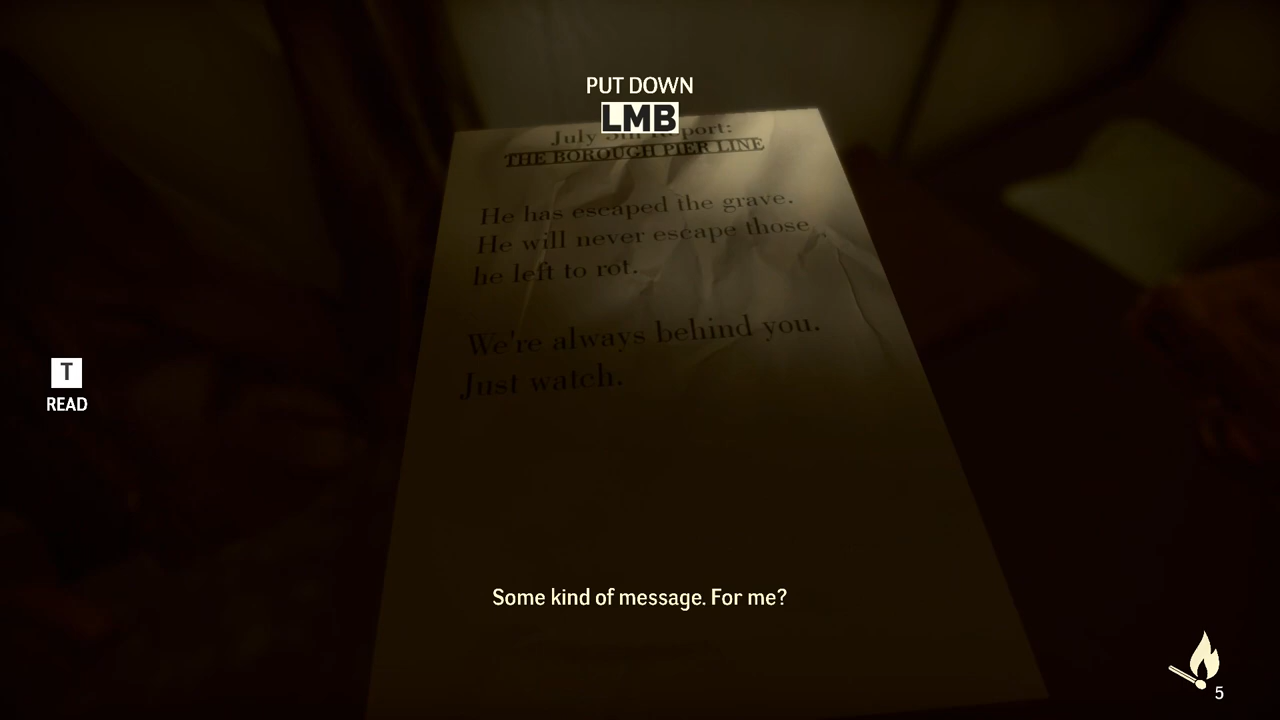 PUT DOWN
LMB
July port:
THE BOROUGH PIER LINE
He has escaped the grave.
He will never escape those
he left to rot.
We're always behind you.
Just watch.
T
READ
Some kind of message. For me?
5